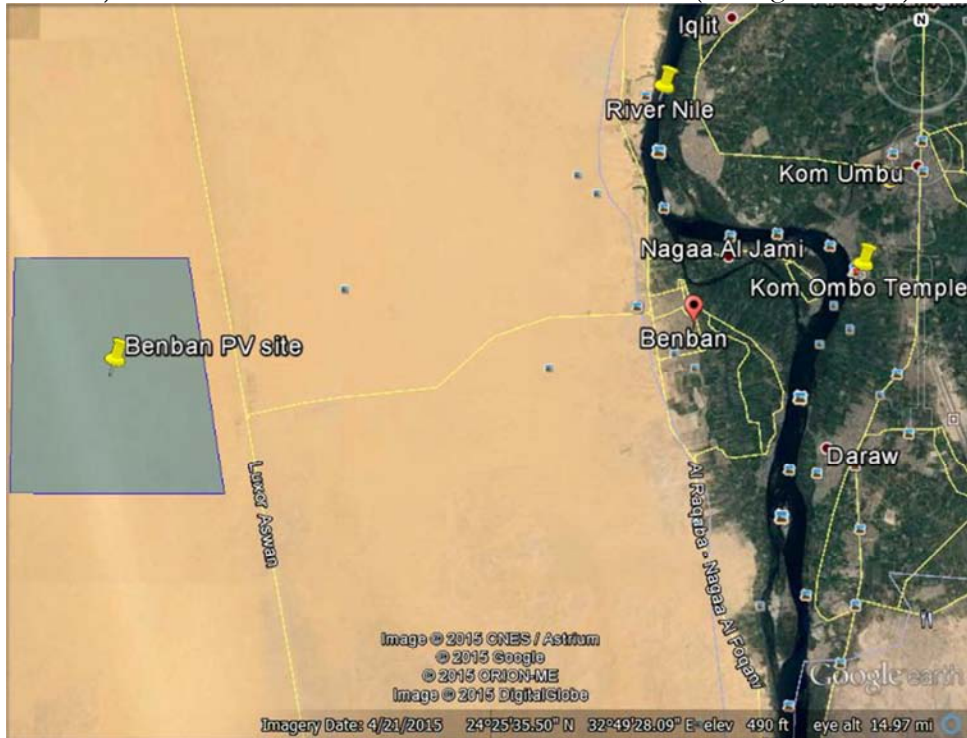 Iqlit
N
River Nile
Kom Umbu
Nagaa Al Jami
Kom Ombo Temple
Benban
Benban PV site
Daraw
Luxor Aswan
Al Raqaba - Nagaa Al Foqani
Image © 2015 CNES / Astrium
© 2015 Google
© 2015 ORION-ME
Image © 2015 DigitalGlobe
Google earth
Imagery Date: 4/21/2015 24°25'35.50" N 32°49'28.09" E elev 490 ft eye alt 14.97 mi